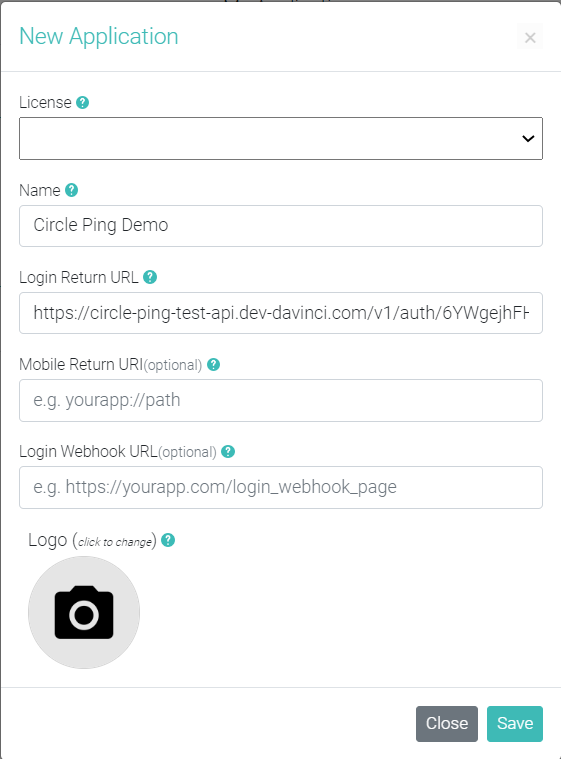 New Application
×
License ?
Name ?
Circle Ping Demo
Login Return URL ?
https://circle-ping-test-api.dev-davinci.com/v1/auth/6YWgejhFH
Mobile Return URI(optional) ?
e.g. yourapp://path
Login Webhook URL(optional) ?
e.g. https://yourapp.com/login_webhook_page
Logo (click to change) ?
Close Save